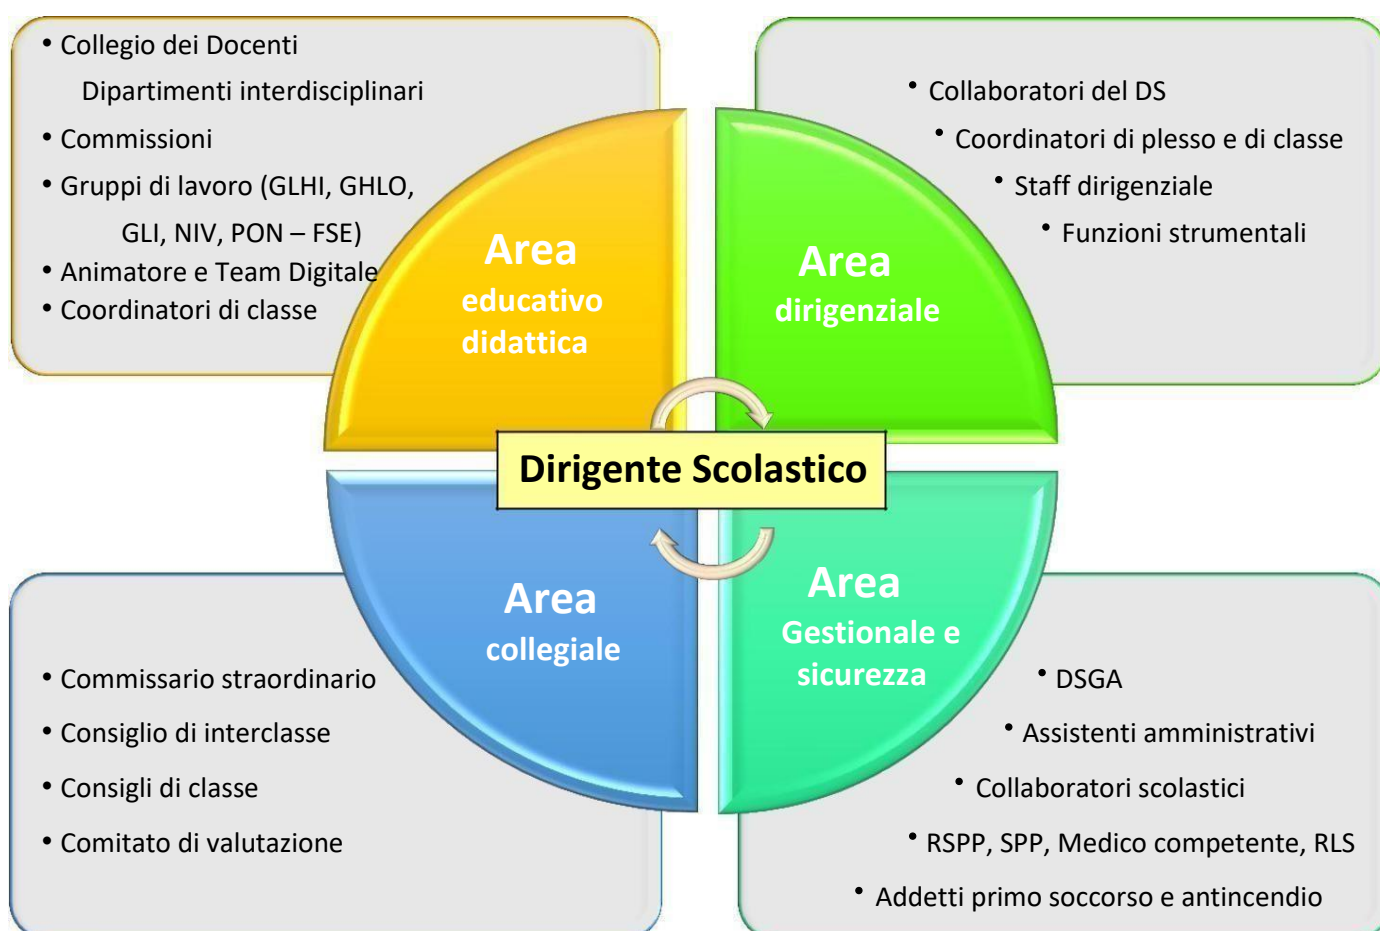 • Collegio dei Docenti
Dipartimenti interdisciplinari
• Commissioni
• Gruppi di lavoro (GLHI, GHLO,
GLI, NIV, PON – FSE)
• Animatore e Team Digitale
• Coordinatori di classe
Area
educativo
didattica
• Collaboratori del DS
• Coordinatori di plesso e di classe
• Staff dirigenziale
• Funzioni strumentali
Area
dirigenziale
Dirigente Scolastico
Area
collegiale
• Commissario straordinario
• Consiglio di interclasse
• Consigli di classe
• Comitato di valutazione
Area
Gestionale e
sicurezza
• DSGA
• Assistenti amministrativi
• Collaboratori scolastici
• RSPP, SPP, Medico competente, RLS
• Addetti primo soccorso e antincendio